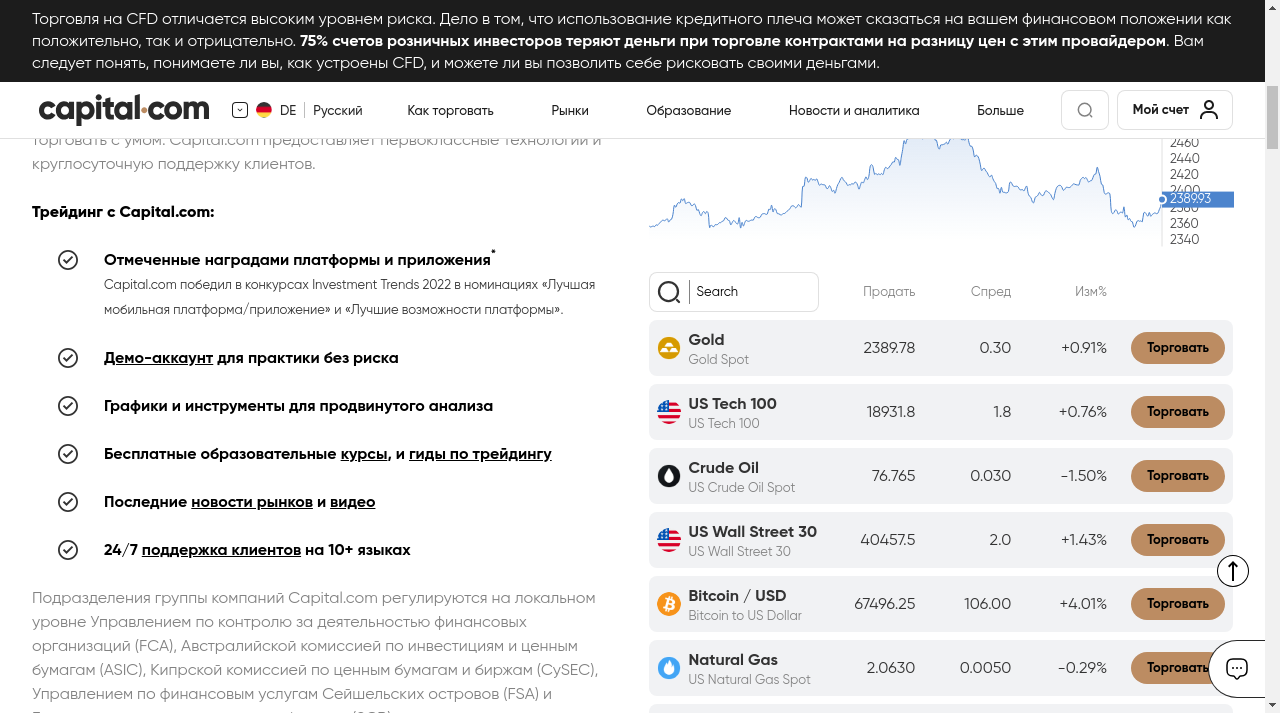 Торговля на CFD отличается высоким уровнем риска. Дело в том, что использование кредитного плеча может сказаться на вашем финансовом положении как
положительно, так и отрицательно. 75% счетов розничных инвесторов теряют деньги при торговле контрактами на разницу цен с этим провайдером. Вам
следует понять, понимаете ли вы, как устроены CFD, и можете ли вы позволить себе рисковать своими деньгами.
capital.com
DE
Русский
Как торговать
Рынки
Образование
Новости и аналитика
Больше
Мой счет
торговать с умом. Capital.com предоставляет первоклассные технологии и
круглосуточную поддержку клиентов.
Трейдинг с Capital.com:
Отмеченные наградами платформы и приложения*
Capital.com победил в конкурсах Investment Trends 2022 в номинациях «Лучшая
мобильная платформа/приложение» и «Лучшие возможности платформы».
Демо-аккаунт для практики без риска
Графики и инструменты для продвинутого анализа
Бесплатные образовательные курсы, и гиды по трейдингу
Последние новости рынков и видео
24/7 поддержка клиентов на 10+ языках
Подразделения группы компаний Capital.com регулируются на локальном
уровне Управлением по контролю за деятельностью финансовых
организаций (FCA), Австралийской комиссией по инвестициям и ценным
бумагам (ASIC), Кипрской комиссией по ценным бумагам и биржам (CySEC),
Управлением по финансовым услугам Сейшельских островов (FSA) и
2460
2440
2420
2400
2389.93
2380
2360
2340
Search
Продать
Спред
Изм%
Gold
Gold Spot
2389.78
0.30
+0.91%
Торговать
US Tech 100
US Tech 100
18931.8
1.8
+0.76%
Торговать
Crude Oil
US Crude Oil Spot
76.765
0.030
-1.50%
Торговать
US Wall Street 30
US Wall Street 30
40457.5
2.0
+1.43%
Торговать
Bitcoin / USD
Bitcoin to US Dollar
67496.25
106.00
+4.01%
Торговать
Natural Gas
US Natural Gas Spot
2.0630
0.0050
-0.29%
Торговать